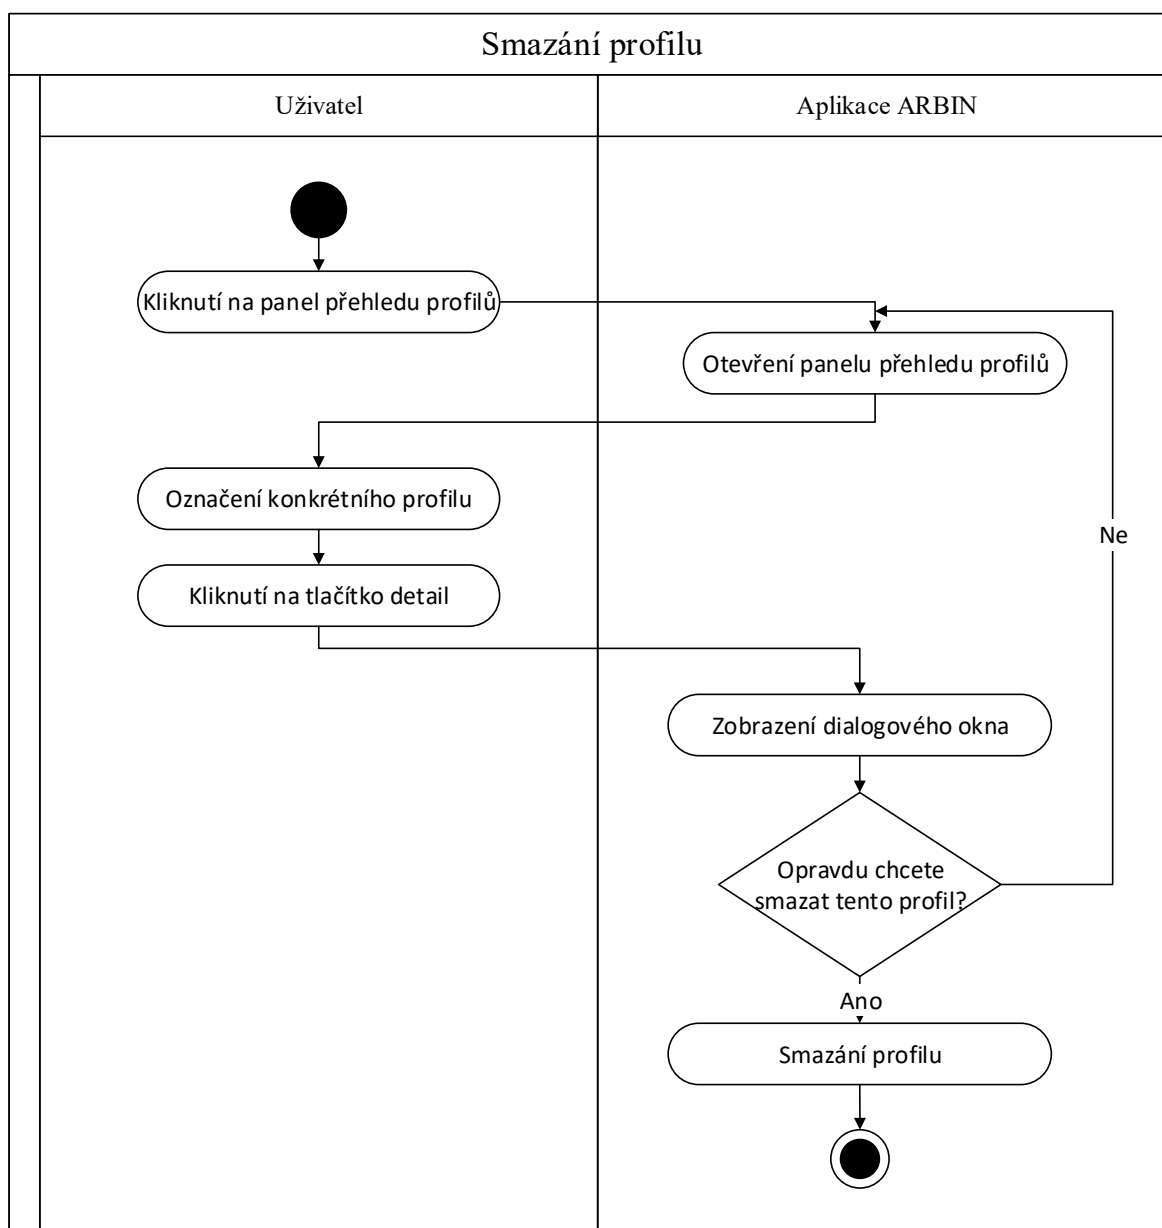 Smazání profilu
Uživatel
Aplikace ARBIN
Kliknutí na panel přehledu profilů
Otevření panelu přehledu profilů
Označení konkrétního profilu
Ne
Kliknutí na tlačítko detail
Zobrazení dialogového okna
Opravdu chcete
smazat tento profil?
Ano
Smazání profilu